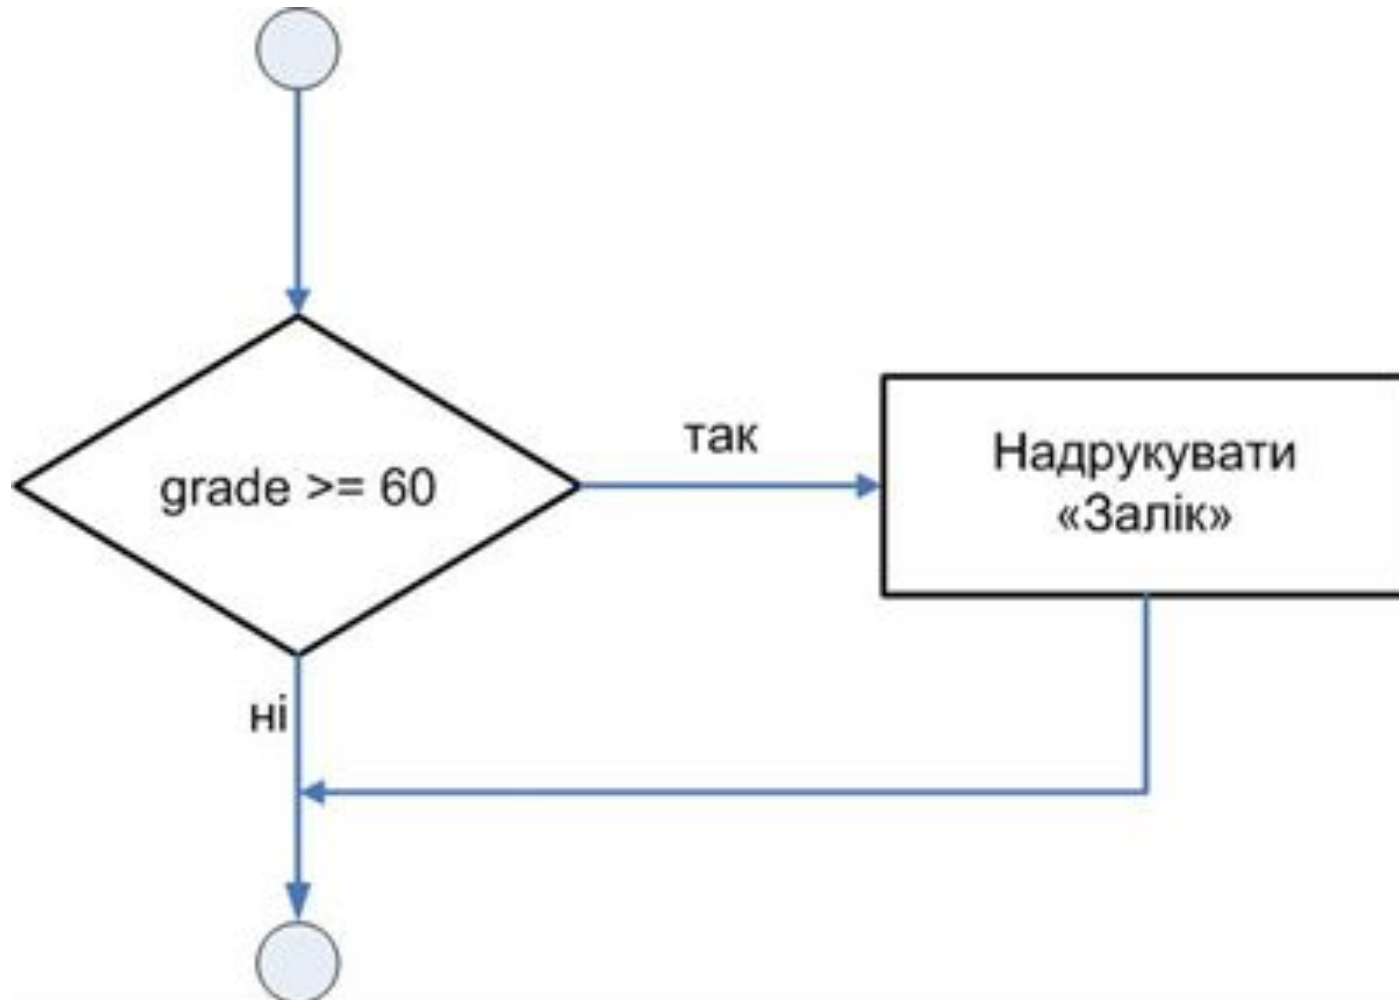 так
grade >= 60
Надрукувати
«Залік»
ні